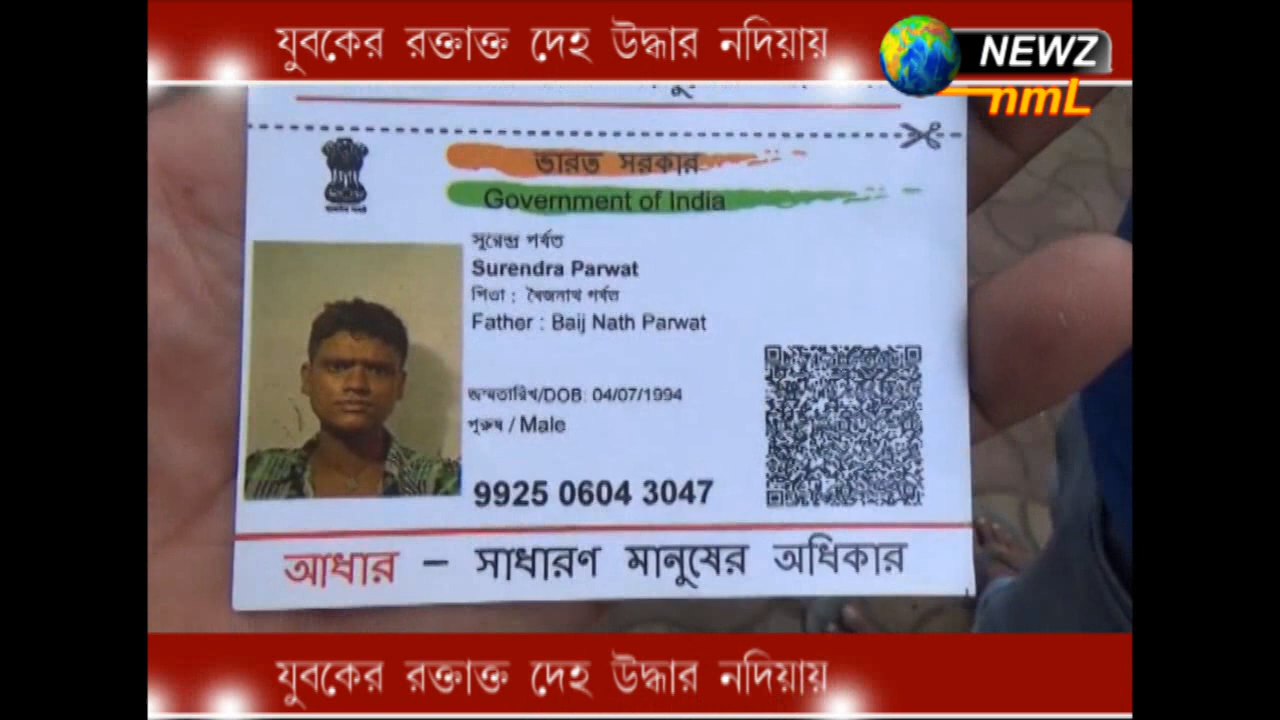 যুবকের রক্তাক্ত দেহ উদ্ধার নদিয়ায়
NEWZ
nmL
ভারত সরকার
Government of India
সুরেন্দ্র পর্বত
Surendra Parwat
পিতা : বৈজনাথ পর্বত
Father : Baij Nath Parwat
জন্মতারিখ/DOB: 04/07/1994
পুরুষ / Male
9925 0604 3047
আধার – সাধারণ মানুষের অধিকার
যুবকের রক্তাক্ত দেহ উদ্ধার নদিয়ায়